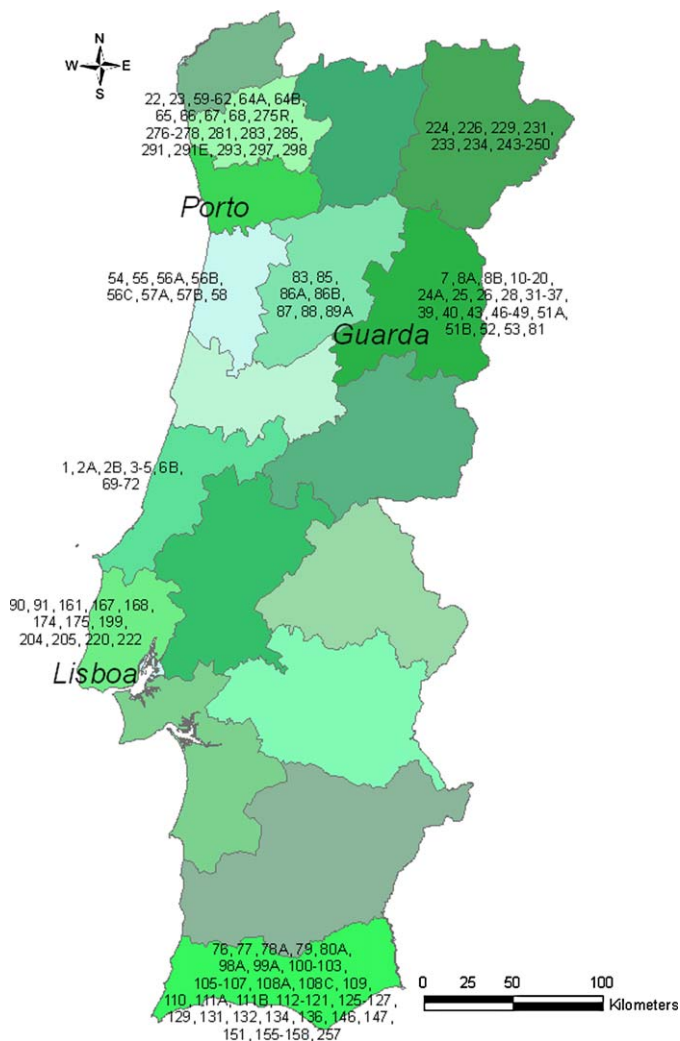 N
W E
S
22, 23, 59-62, 64A, 64B,
65, 66, 67, 68, 275R,
276-278, 281, 283, 285,
291, 291E, 293, 297, 298
224, 226, 229, 231,
233, 234, 243-250
Porto
54, 55, 56A, 56B,
56C, 57A, 57B, 58
83, 85,
86A, 86B,
87, 88, 89A
7, 8A, 8B, 10-20,
24A, 25, 26, 28, 31-37,
39, 40, 43, 46-49, 51A,
51B, 52, 53, 81
Guarda
1, 2A, 2B, 3-5, 6B,
69-72
90, 91, 161, 167, 168,
174, 175, 199,
204, 205, 220, 222
Lisboa
76, 77, 78A, 79, 80A,
98A, 99A, 100-103,
105-107, 108A, 108C, 109,
110, 111A, 111B, 112-121, 125-127,
129, 131, 132, 134, 136, 146, 147,
151, 155-158, 257
0 25 50 100
Kilometers